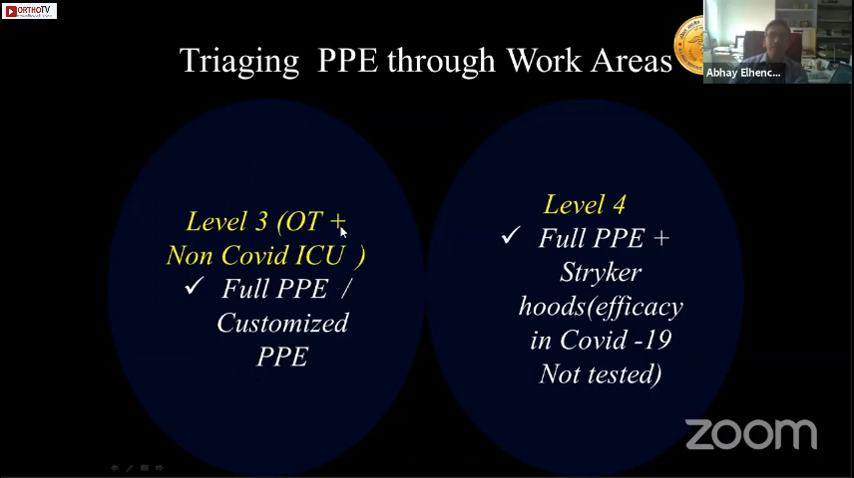 ORTHOTV
Triaging PPE through Work Areas
Abhay Elhenc...
Level 3 (OT +
Non Covid ICU )
✓ Full PPE /
Customized
PPE
Level 4
✓ Full PPE +
Stryker
hoods(efficacy
in Covid -19
Not tested)
zoom